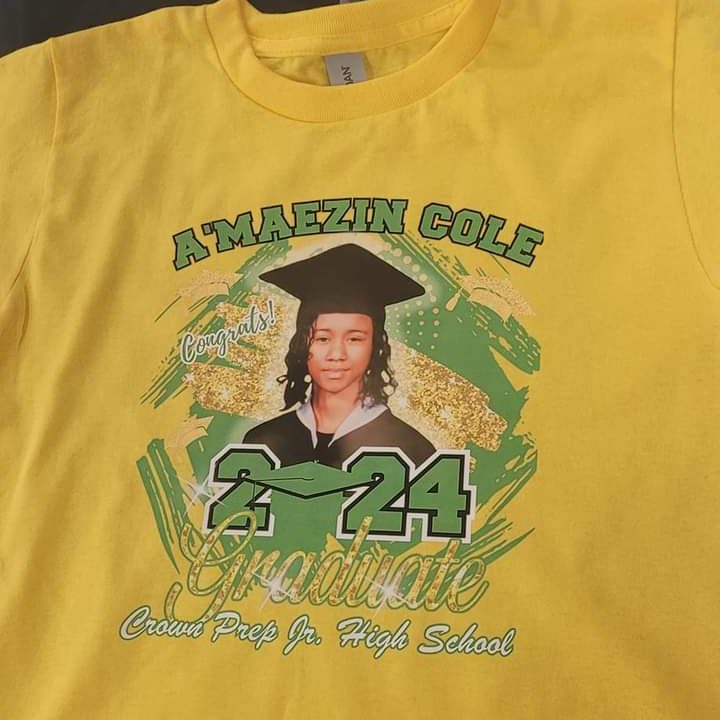 A'MAEZIN COLE
Congrats!
2024
Graduate
Crown Prep Jr. High School